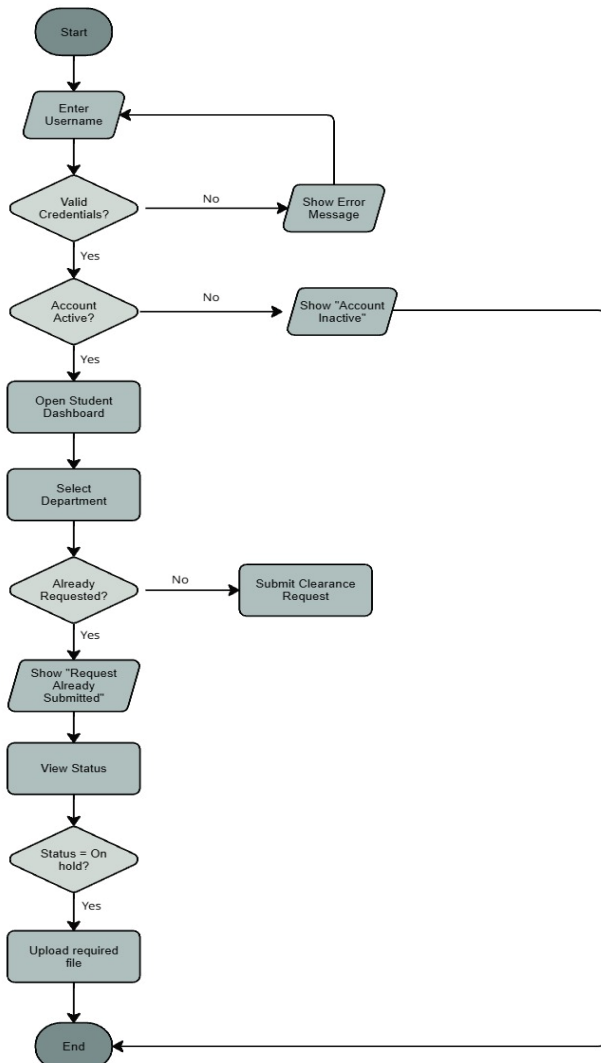 Start
Enter
Username
Valid
Credentials?
No
Show Error
Message
Yes
Account
Active?
No
Show "Account
Inactive"
Yes
Open Student
Dashboard
Select
Department
Already
Requested?
No
Submit Clearance
Request
Yes
Show "Request
Already
Submitted"
View Status
Status = On
hold?
Yes
Upload required
file
End